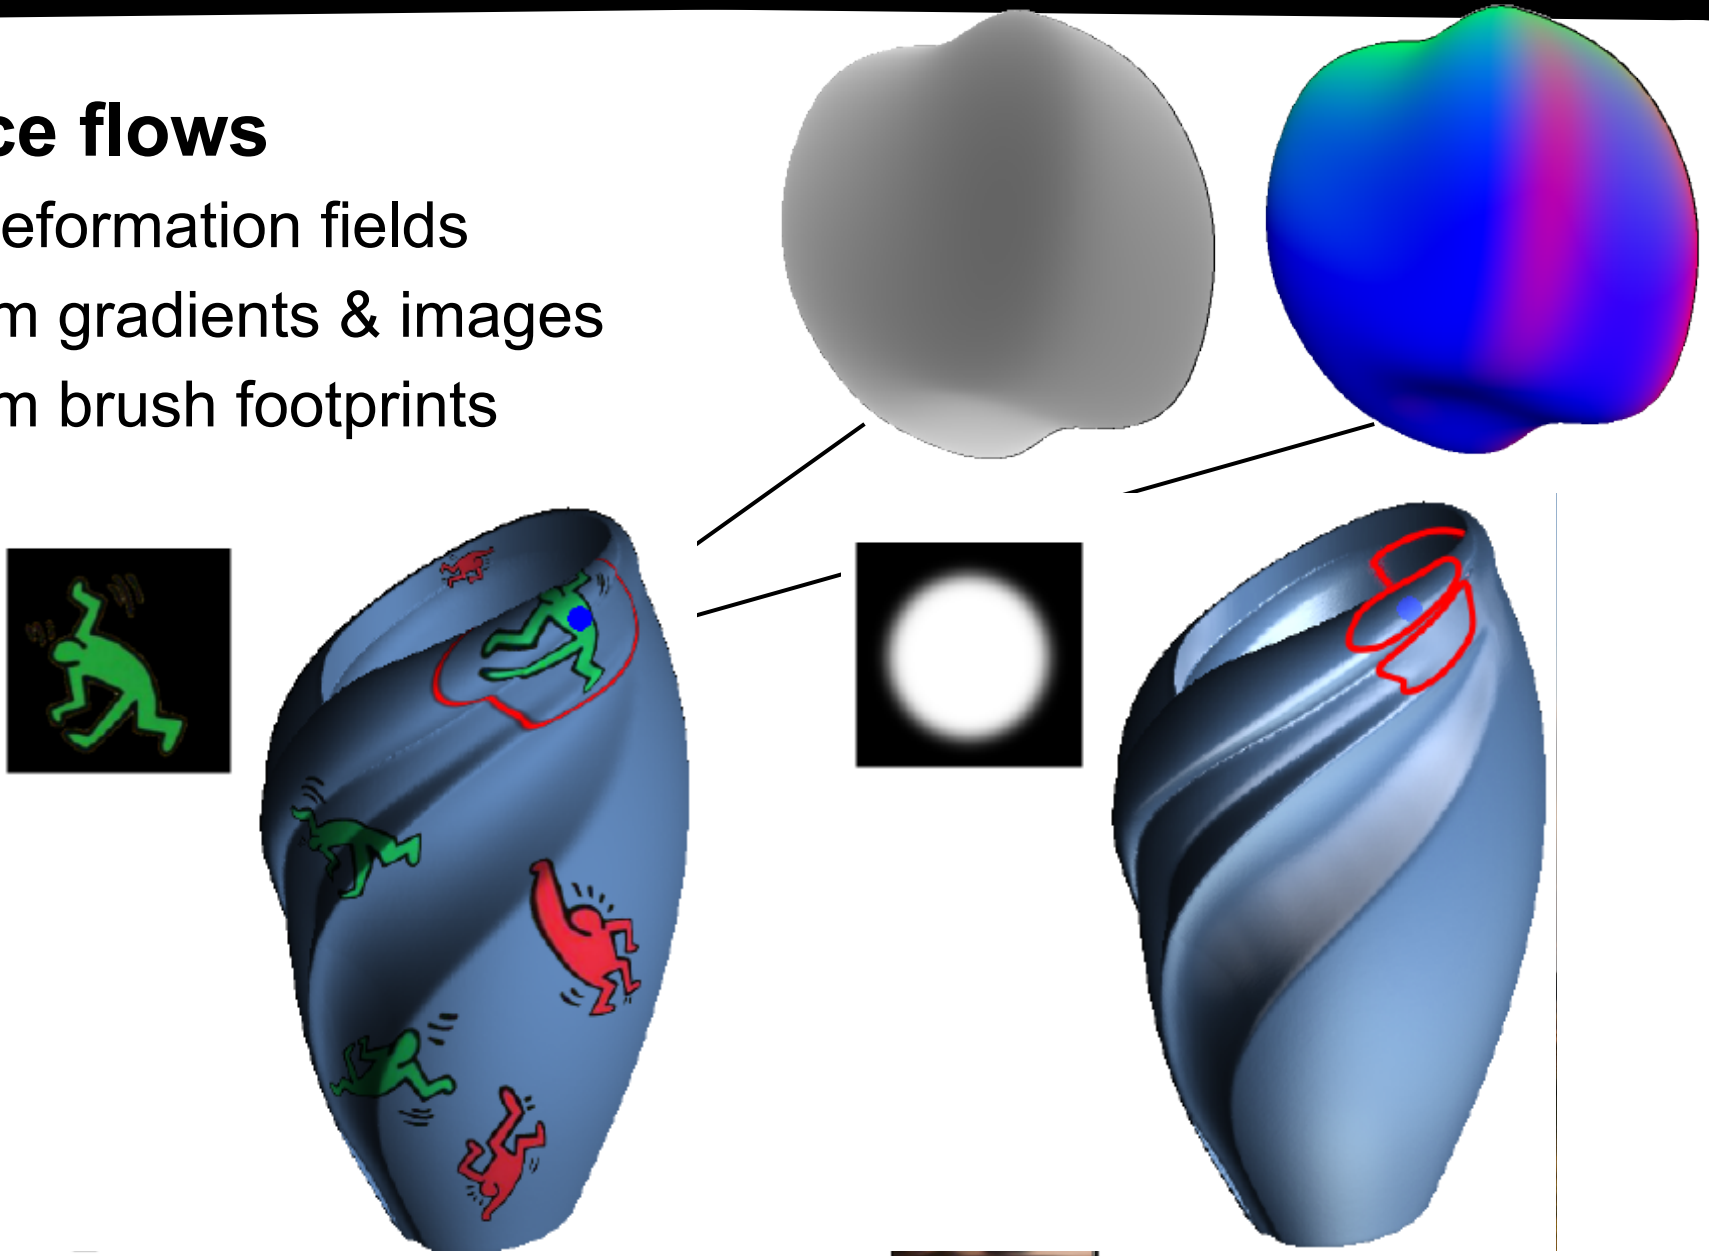 ce flows
eformation fields
m gradients & images
m brush footprints